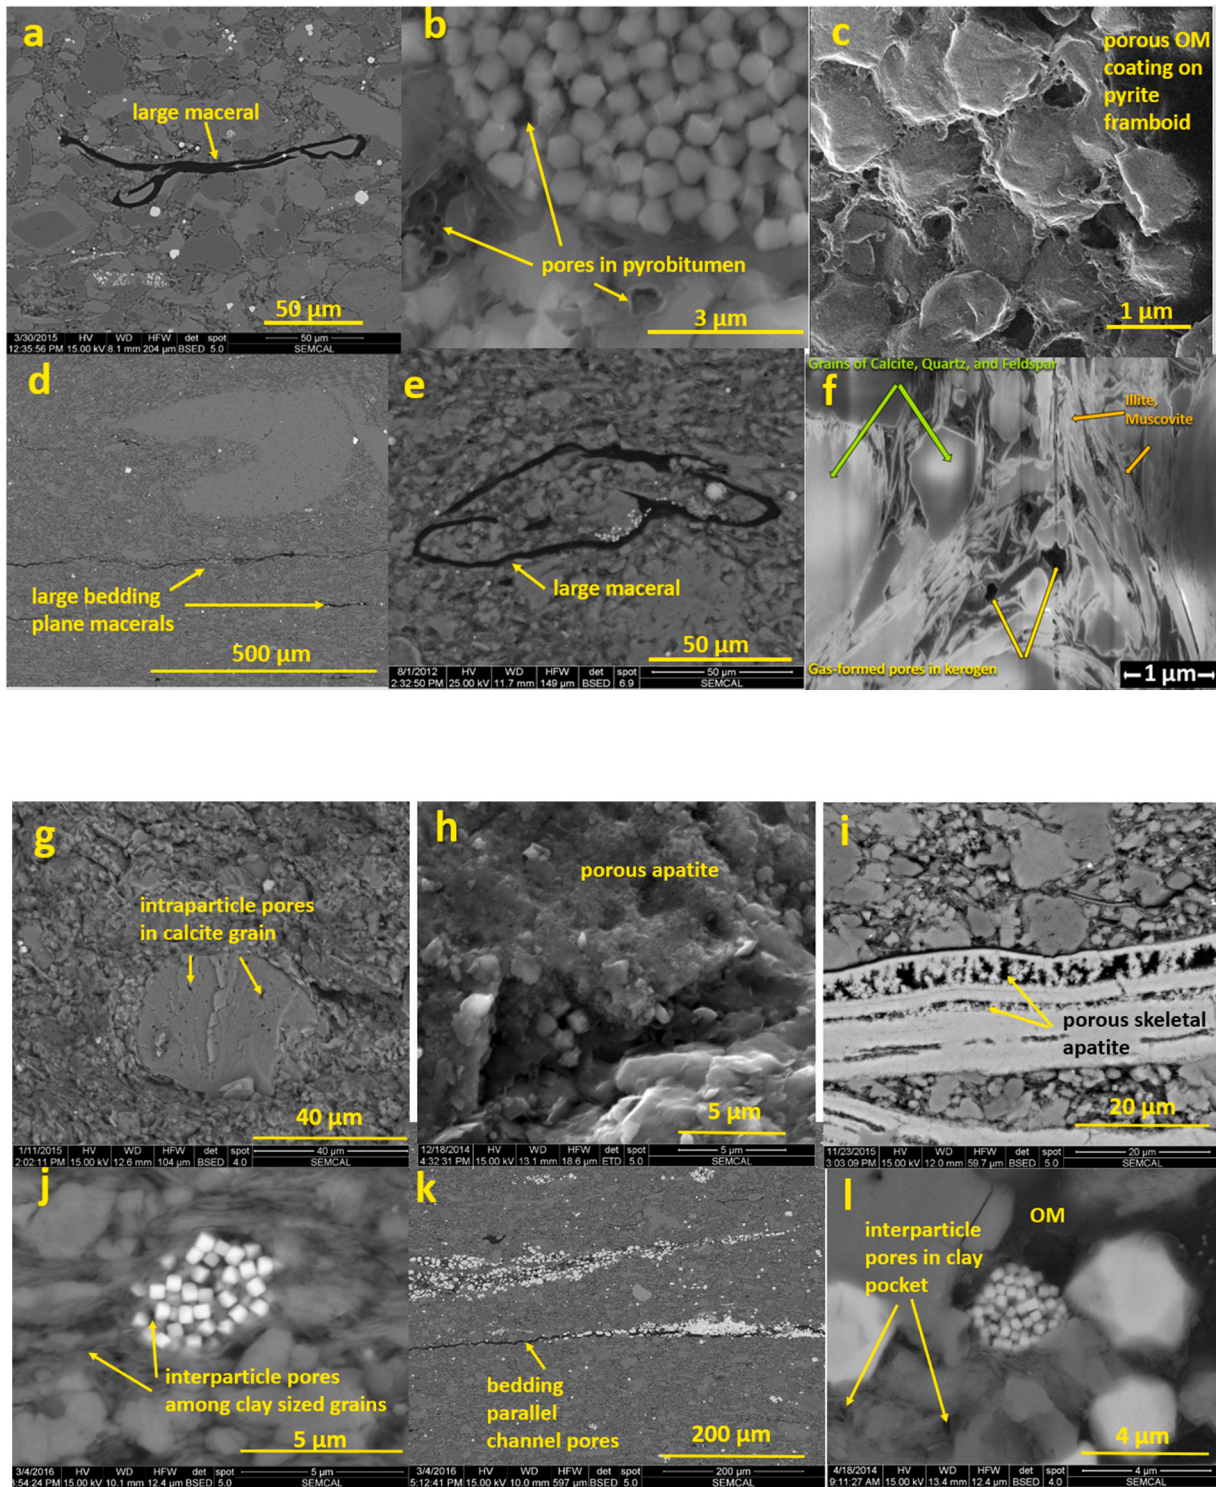 a
large maceral
50 µm
3/30/2015 HV WD HFW det spot 50 µm
12:35:56 PM 15.00 kV 8.1 mm 204 µm BSED 5.0 SEMCAL
b
pores in pyrobitumen
3 µm
c
porous OM
coating on
pyrite
framboid
1 µm
d
large bedding
plane macerals
500 µm
e
large maceral
50 µm
8/1/2012 HV WD HFW det spot 50 µm
2:32:50 PM 25.00 kV 11.7 mm 149 µm BSED 6.9 SEMCAL
Grains of Calcite, Quartz, and Feldspar
f
Illite,
Muscovite
Gas-formed pores in kerogen
1 µm
g
intraparticle pores
in calcite grain
40 µm
1/11/2015 HV WD HFW det spot 40 µm
2:02:11 PM 15.00 kV 12.6 mm 104 µm BSED 4.0 SEMCAL
h
porous apatite
5 µm
12/18/2014 HV WD HFW det spot 5 µm
4:32:31 PM 15.00 kV 13.1 mm 18.6 µm ETD 5.0 SEMCAL
i
porous skeletal
apatite
20 µm
11/23/2015 HV WD HFW det spot 20 µm
3:03:09 PM 15.00 kV 12.0 mm 59.7 µm BSED 5.0 SEMCAL
j
interparticle pores
among clay sized grains
5 µm
3/4/2016 HV WD HFW det spot 5 µm
:54:24 PM 15.00 kV 10.1 mm 12.4 µm BSED 5.0 SEMCAL
k
bedding
parallel
channel pores
200 µm
3/4/2016 HV WD HFW det spot 200 µm
5:12:41 PM 15.00 kV 10.0 mm 597 µm BSED 5.0 SEMCAL
l
OM
interparticle
pores in clay
pocket
4 µm
4/18/2014 HV WD HFW det spot 4 µm
9:11:27 AM 15.00 kV 13.4 mm 12.4 µm BSED 4.0 SEMCAL